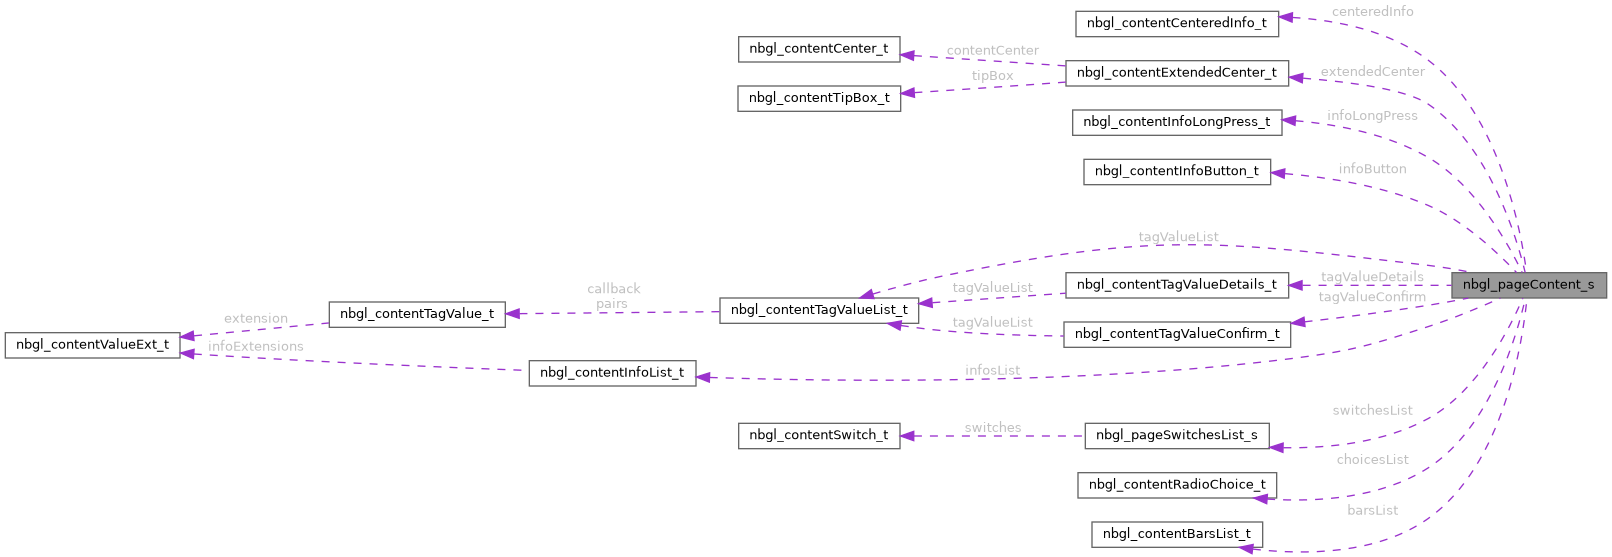 centeredInfo
nbgl_contentCenteredInfo_t
nbgl_contentCenter_t
contentCenter
extendedCenter
nbgl_contentExtendedCenter_t
tipBox
nbgl_contentTipBox_t
infoLongPress
nbgl_contentInfoLongPress_t
infoButton
nbgl_contentInfoButton_t
tagValueList
tagValueDetails
nbgl_contentTagValueDetails_t
nbgl_pageContent_s
callback
pairs
tagValueList
tagValueConfirm
nbgl_contentTagValueList_t
nbgl_contentTagValue_t
extension
tagValueList
nbgl_contentTagValueConfirm_t
nbgl_contentValueExt_t
infoExtensions
nbgl_contentInfoList_t
infosList
switchesList
switches
nbgl_contentSwitch_t
nbgl_pageSwitchesList_s
choicesList
nbgl_contentRadioChoice_t
barsList
nbgl_contentBarsList_t